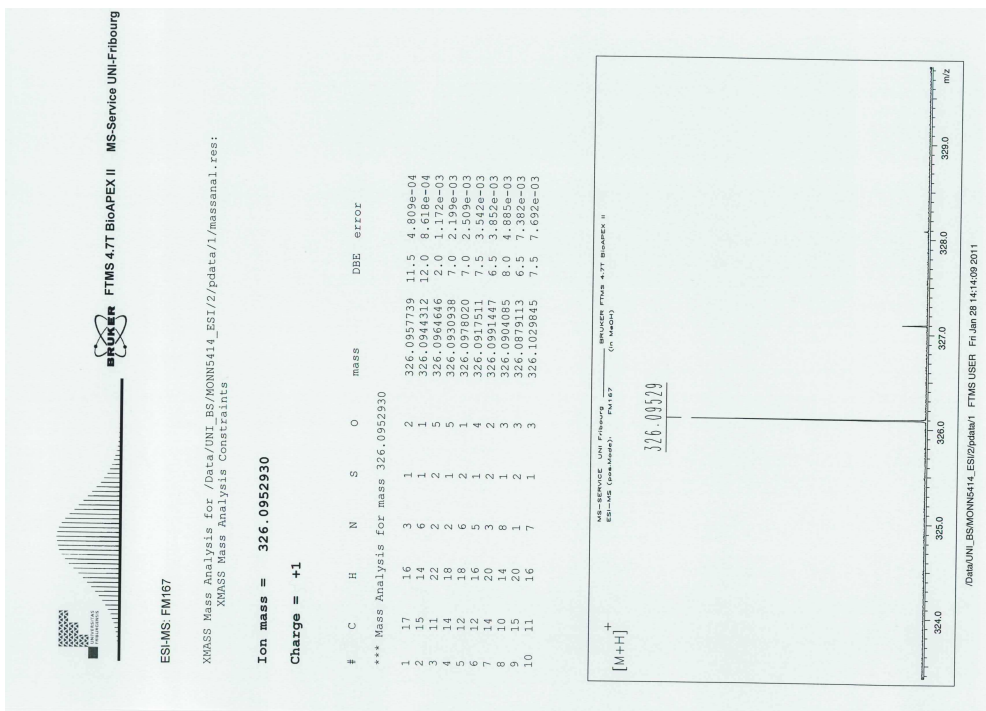 UNIVERSITAS
FRIBURGENSIS
BRUKER FTMS 4.7T BioAPEX II MS-Service UNI-Fribourg
ESI-MS: FM167
XMASS Mass Analysis for /Data/UNI_BS/MONN5414_ESI/2/pdata/1/massanal.res:
XMASS Mass Analysis Constraints
Ion mass = 326.0952930
Charge = +1
# C H N S O mass DBE error
*** Mass Analysis for mass 326.0952930
1 17 16 3 1 2 326.0957739 11.5 4.809e-04
2 15 14 6 1 1 326.0944312 12.0 8.618e-04
3 11 22 2 2 5 326.0964646 2.0 1.172e-03
4 14 18 2 1 5 326.0930938 7.0 2.199e-03
5 12 18 6 2 1 326.0978020 7.0 2.509e-03
6 12 16 5 1 4 326.0917511 7.5 3.542e-03
7 14 20 3 2 2 326.0991447 6.5 3.852e-03
8 10 14 8 1 3 326.0904085 8.0 4.885e-03
9 15 20 1 2 3 326.0879113 6.5 7.382e-03
10 11 16 7 1 3 326.1029845 7.5 7.692e-03
MS-SERVICE UNI Fribourg BRUKER FTMS 4.7T BioAPEX II
ESI-MS (pos.Mode): FM167 (in MeOH)
[M+H]+
326.09529
324.0 325.0 326.0 327.0 328.0 329.0 m/z
/Data/UNI_BS/MONN5414_ESI/2/pdata/1 FTMS USER Fri Jan 28 14:14:09 2011